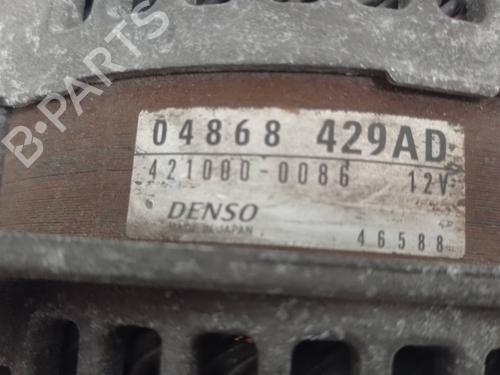 B-PARTS
04868 429AD
421000-0086 12V
DENSO
MADE IN JAPAN
46588